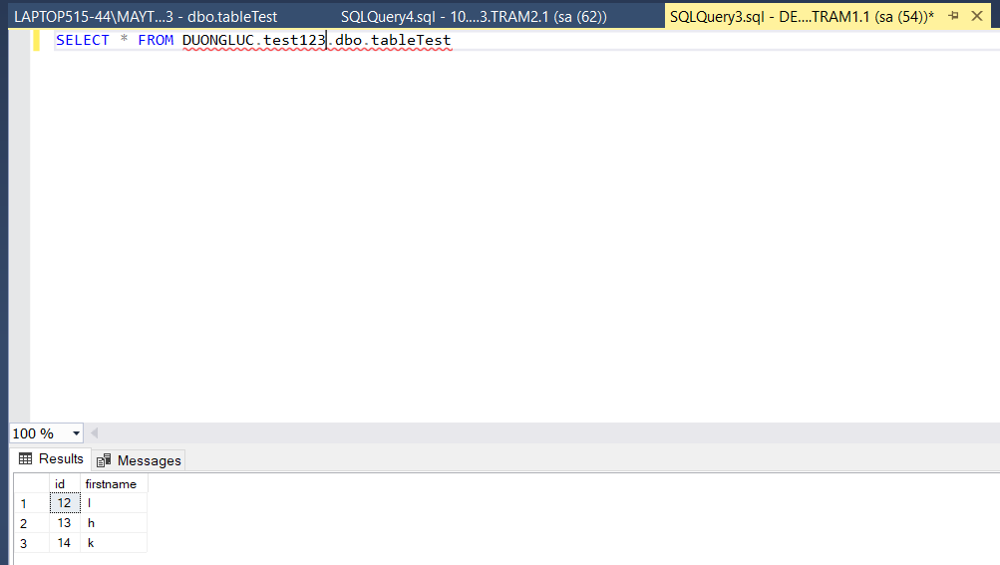 LAPTOP515-44\MAYT...3 - dbo.tableTest SQLQuery4.sql - 10....3.TRAM2.1 (sa (62)) SQLQuery3.sql - DE....TRAM1.1 (sa (54))*
SELECT * FROM DUONGLUC.test123.dbo.tableTest
100 %
Results Messages
id firstname
1 12 l
2 13 h
3 14 k